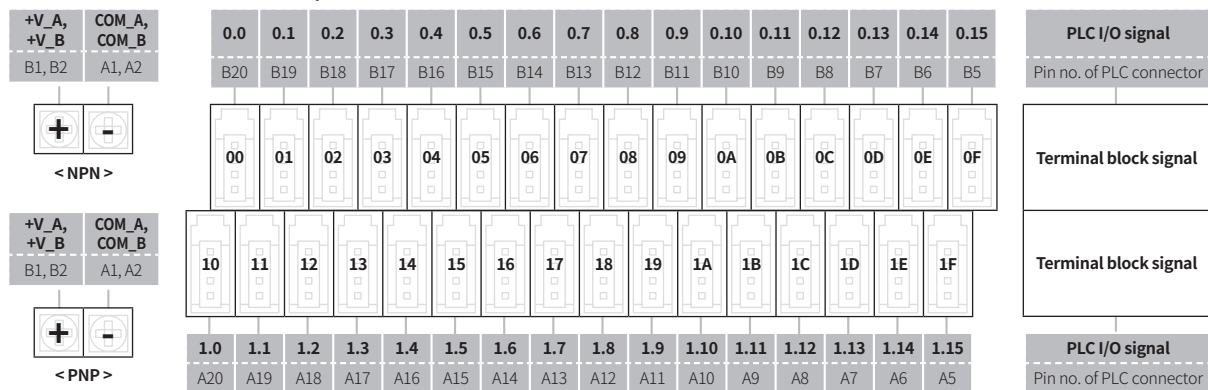 +V_A, +V_B COM_A, COM_B
B1, B2 A1, A2
+ -
< NPN >
0.0 0.1 0.2 0.3 0.4 0.5 0.6 0.7 0.8 0.9 0.10 0.11 0.12 0.13 0.14 0.15 PLC I/O signal
B20 B19 B18 B17 B16 B15 B14 B13 B12 B11 B10 B9 B8 B7 B6 B5 Pin no. of PLC connector
00 01 02 03 04 05 06 07 08 09 0A 0B 0C 0D 0E 0F Terminal block signal
+V_A, +V_B COM_A, COM_B
B1, B2 A1, A2
+ -
< PNP >
10 11 12 13 14 15 16 17 18 19 1A 1B 1C 1D 1E 1F Terminal block signal
1.0 1.1 1.2 1.3 1.4 1.5 1.6 1.7 1.8 1.9 1.10 1.11 1.12 1.13 1.14 1.15 PLC I/O signal
A20 A19 A18 A17 A16 A15 A14 A13 A12 A11 A10 A9 A8 A7 A6 A5 Pin no. of PLC connector